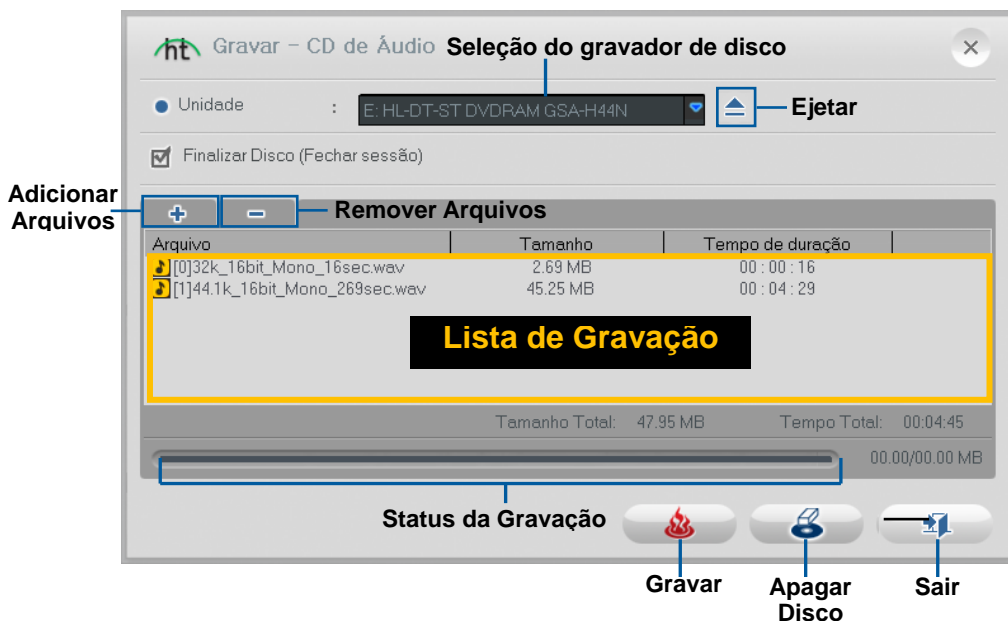 ht Gravar - CD de Áudio Seleção do gravador de disco
Unidade : E: HL-DT-ST DVDRAM GSA-H44N Ejetar
Finalizar Disco (Fechar sessão)
Adicionar
Arquivos
Remover Arquivos
Arquivo Tamanho Tempo de duração
[0]32k_16bit_Mono_16sec.wav 2.69 MB 00 : 00 : 16
[1]44.1k_16bit_Mono_269sec.wav 45.25 MB 00 : 04 : 29
Lista de Gravação
Tamanho Total: 47.95 MB Tempo Total: 00:04:45
00.00/00.00 MB
Status da Gravação
Gravar
Apagar
Disco
Sair